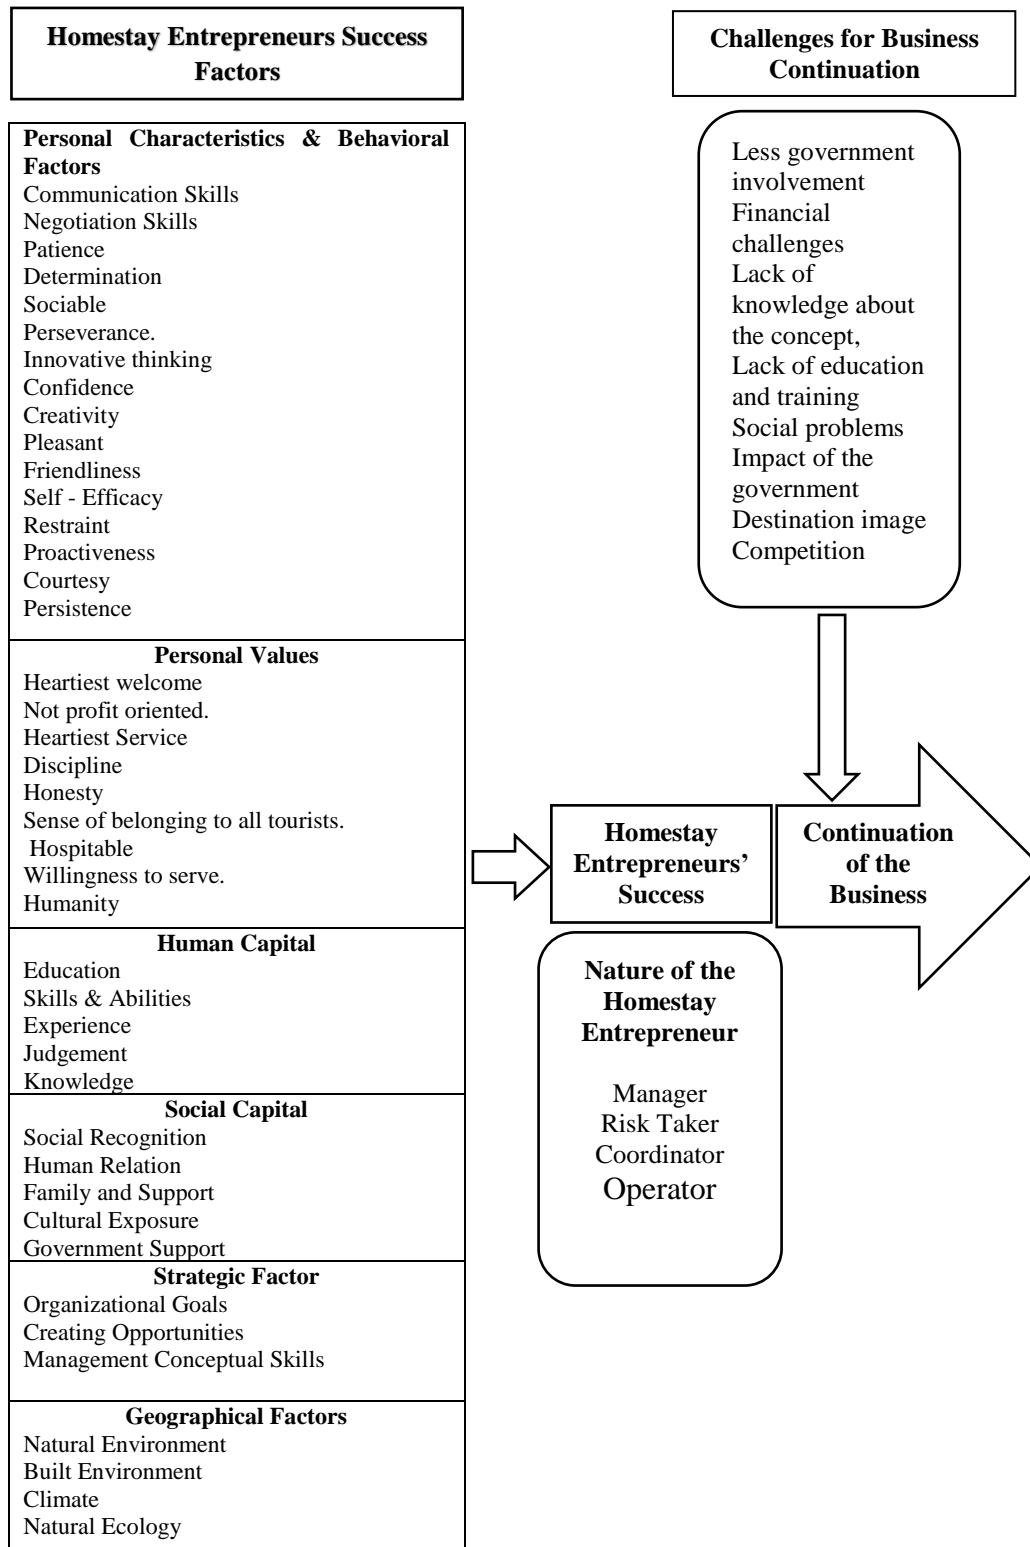 Homestay Entrepreneurs Success
Factors
Personal Characteristics & Behavioral
Factors
Communication Skills
Negotiation Skills
Patience
Determination
Sociable
Perseverance.
Innovative thinking
Confidence
Creativity
Pleasant
Friendliness
Self - Efficacy
Restraint
Proactiveness
Courtesy
Persistence
Personal Values
Heartiest welcome
Not profit oriented.
Heartiest Service
Discipline
Honesty
Sense of belonging to all tourists.
Hospitable
Willingness to serve.
Humanity
Human Capital
Education
Skills & Abilities
Experience
Judgement
Knowledge
Social Capital
Social Recognition
Human Relation
Family and Support
Cultural Exposure
Government Support
Strategic Factor
Organizational Goals
Creating Opportunities
Management Conceptual Skills
Geographical Factors
Natural Environment
Built Environment
Climate
Natural Ecology
Homestay
Entrepreneurs’
Success
Nature of the
Homestay
Entrepreneur
Manager
Risk Taker
Coordinator
Operator
Challenges for Business
Continuation
Less government
involvement
Financial
challenges
Lack of
knowledge about
the concept,
Lack of education
and training
Social problems
Impact of the
government
Destination image
Competition
Continuation
of the
Business